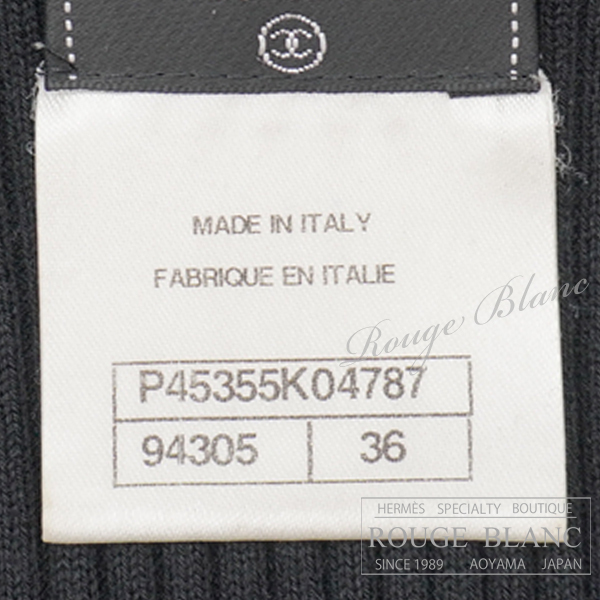 MADE IN ITALY
FABRIQUE EN ITALIE
Rouge Blanc
P45355K04787
94305 36
HERMÈS SPECIALTY BOUTIQUE
ROUGE BLANC
SINCE 1989 AOYAMA JAPAN